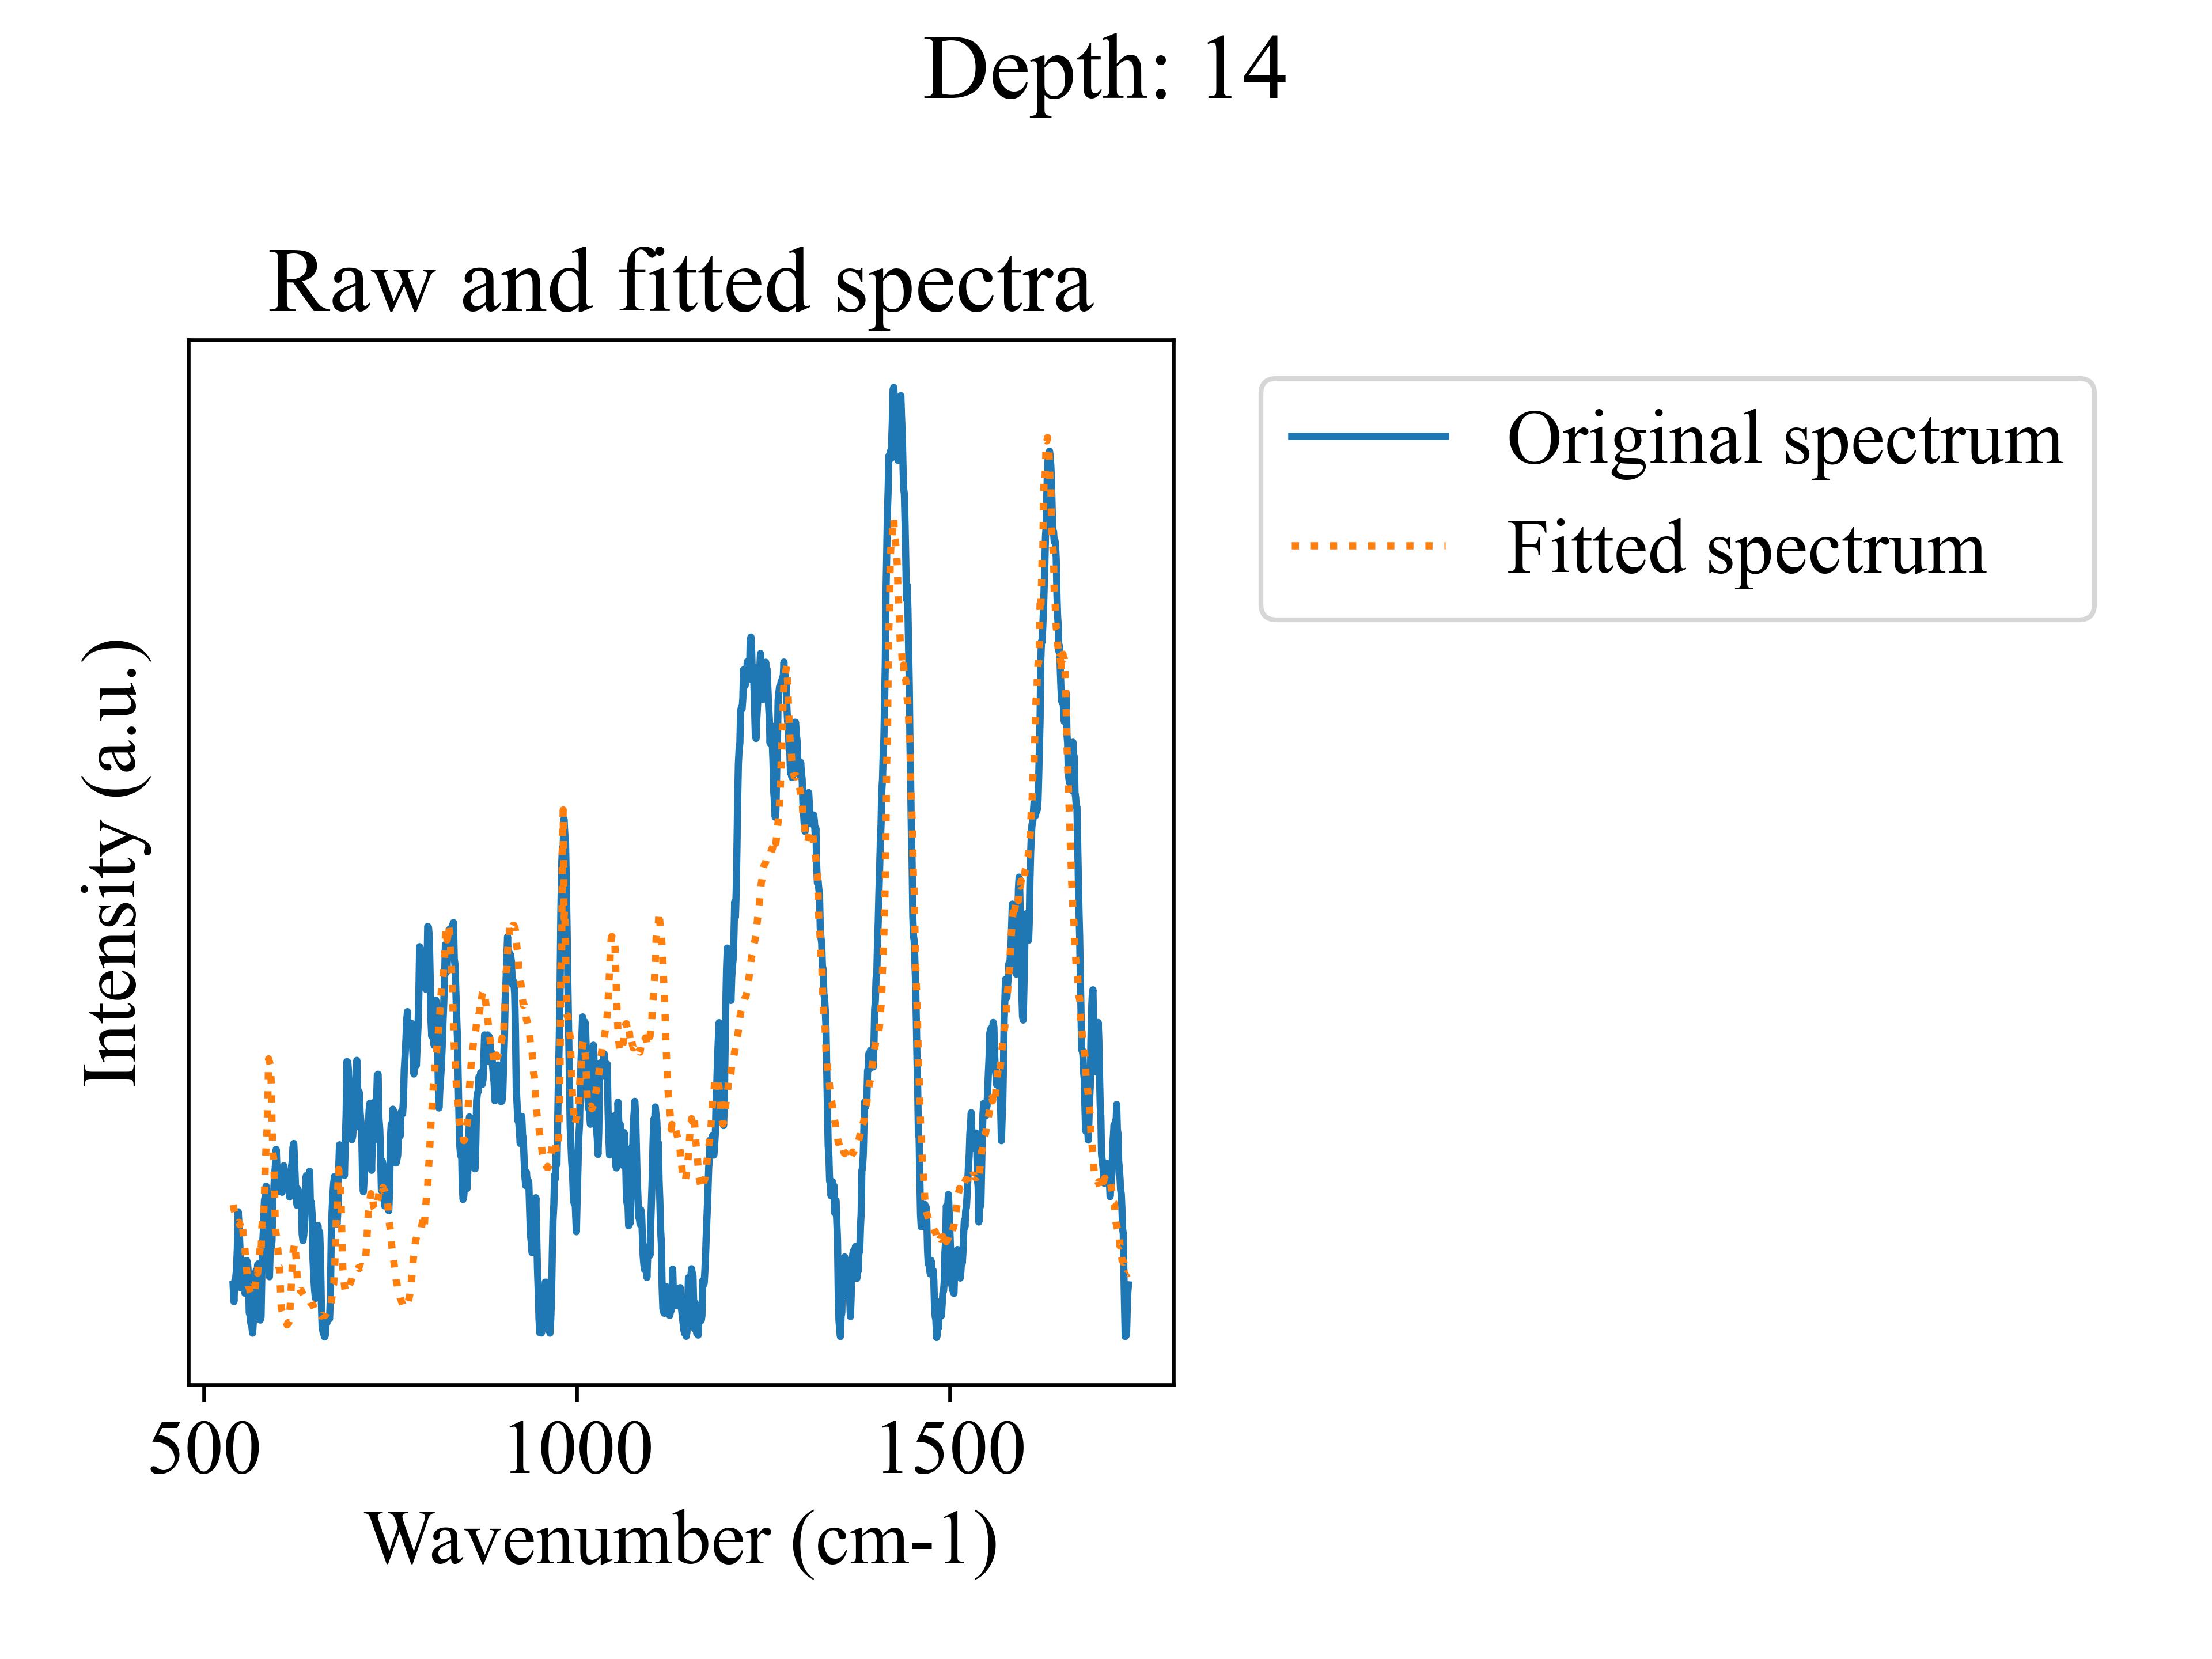 Depth: 14
Raw and fitted spectra
Original spectrum
Fitted spectrum
Intensity (a.u.)
500 1000 1500
Wavenumber (cm-1)